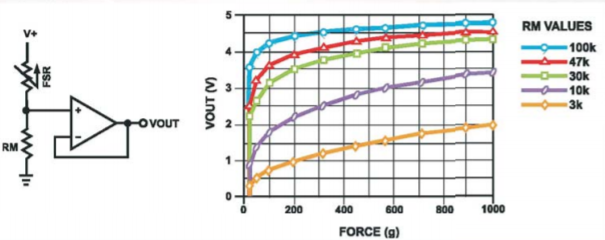 V+
FSR
+
-
VOUT
RM
VOUT (V)
5
4
3
2
1
0
0
200
400
600
800
1000
FORCE (g)
RM VALUES
100k
47k
30k
10k
3k